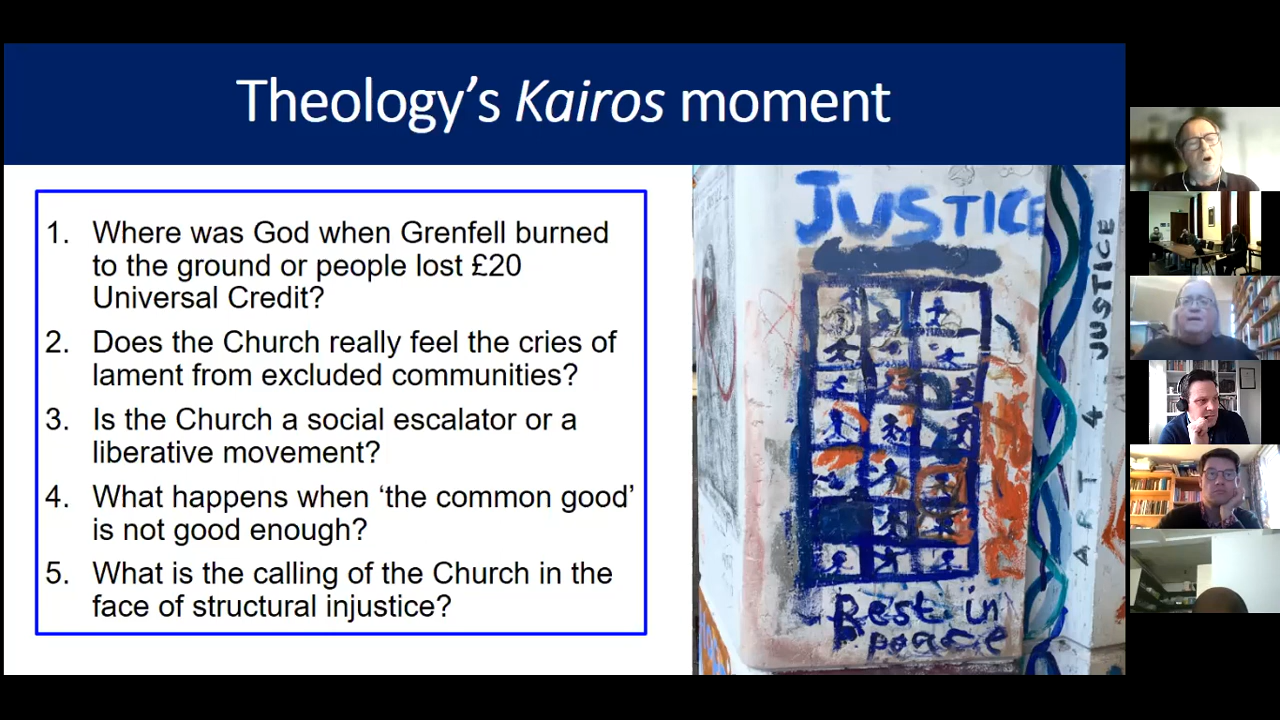 Theology's Kairos moment
1. Where was God when Grenfell burned
to the ground or people lost £20
Universal Credit?
2. Does the Church really feel the cries of
lament from excluded communities?
3. Is the Church a social escalator or a
liberative movement?
4. What happens when ‘the common good’
is not good enough?
5. What is the calling of the Church in the
face of structural injustice?
JUSTICE
Rest in
peace
ART 4 JUSTICE